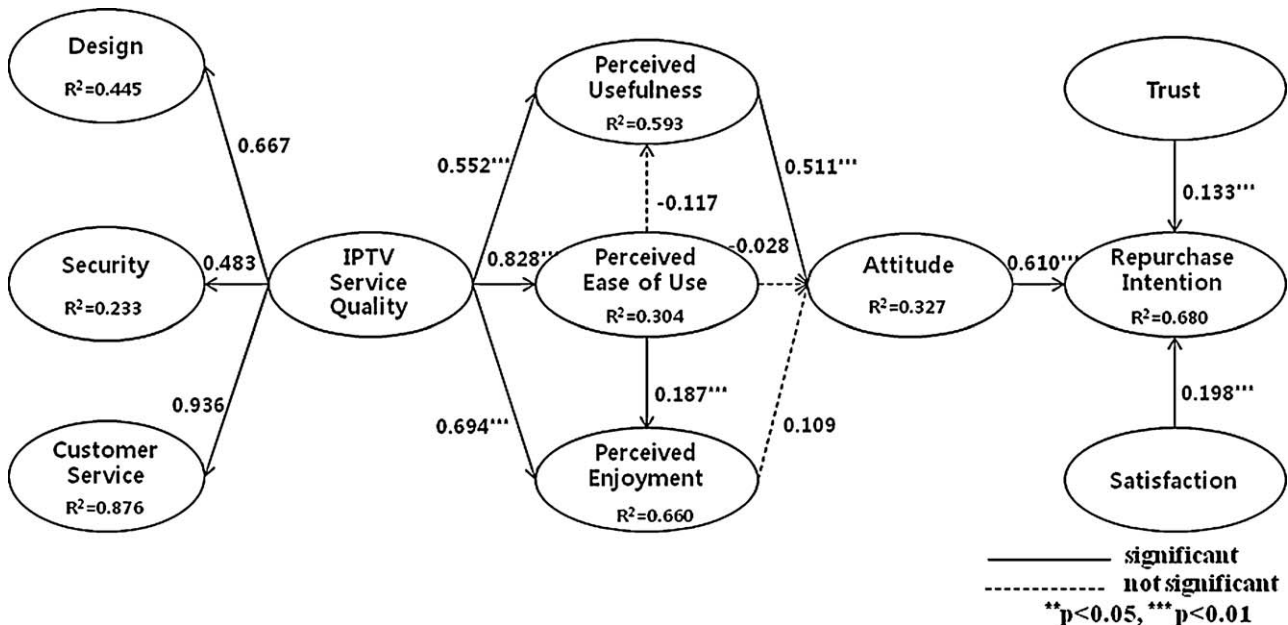 Design
R²=0.445
0.667
Security
R²=0.233
0.483
Customer
Service
R²=0.876
0.936
IPTV
Service
Quality
0.552***
0.828***
0.694***
Perceived
Usefulness
R²=0.593
-0.117
Perceived
Ease of Use
R²=0.304
0.187***
Perceived
Enjoyment
R²=0.660
0.511***
-0.028
0.109
Attitude
R²=0.327
0.610***
Trust
0.133***
Repurchase
Intention
R²=0.680
0.198***
Satisfaction
significant
not significant
**p<0.05, ***p<0.01